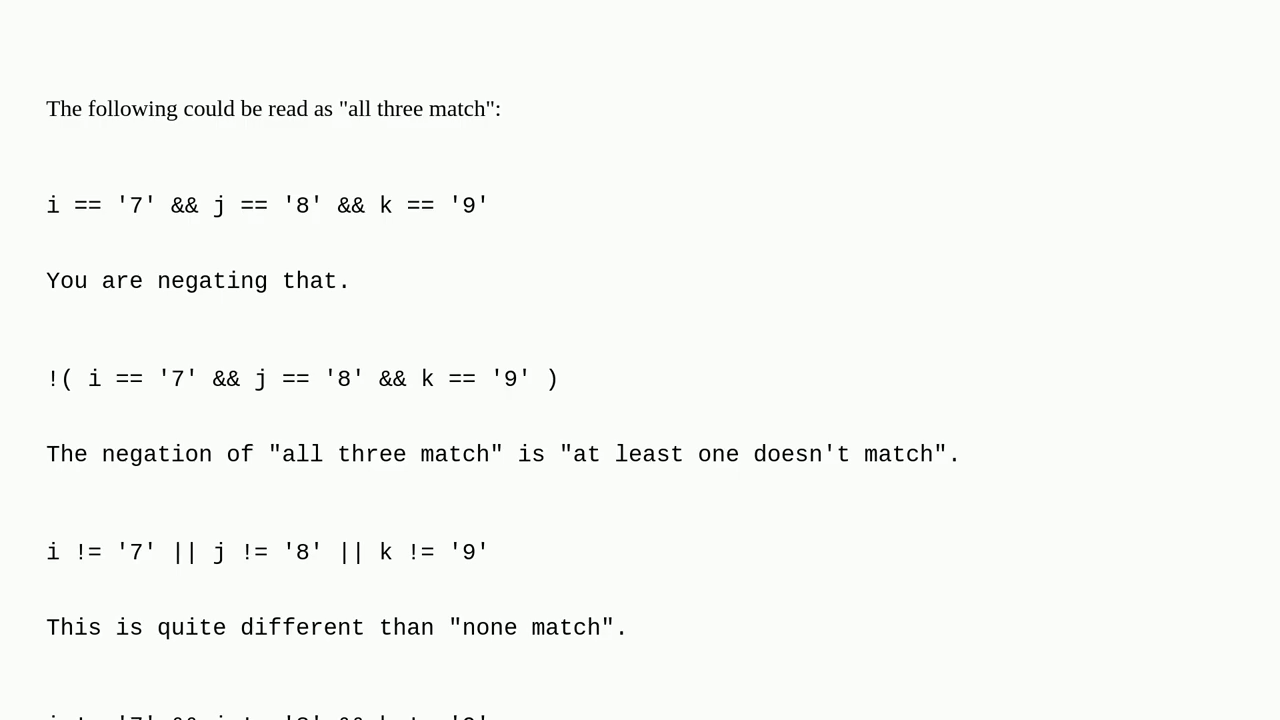 The following could be read as "all three match":
i == '7' && j == '8' && k == '9'
You are negating that.
!( i == '7' && j == '8' && k == '9' )
The negation of "all three match" is "at least one doesn't match".
i != '7' || j != '8' || k != '9'
This is quite different than "none match".